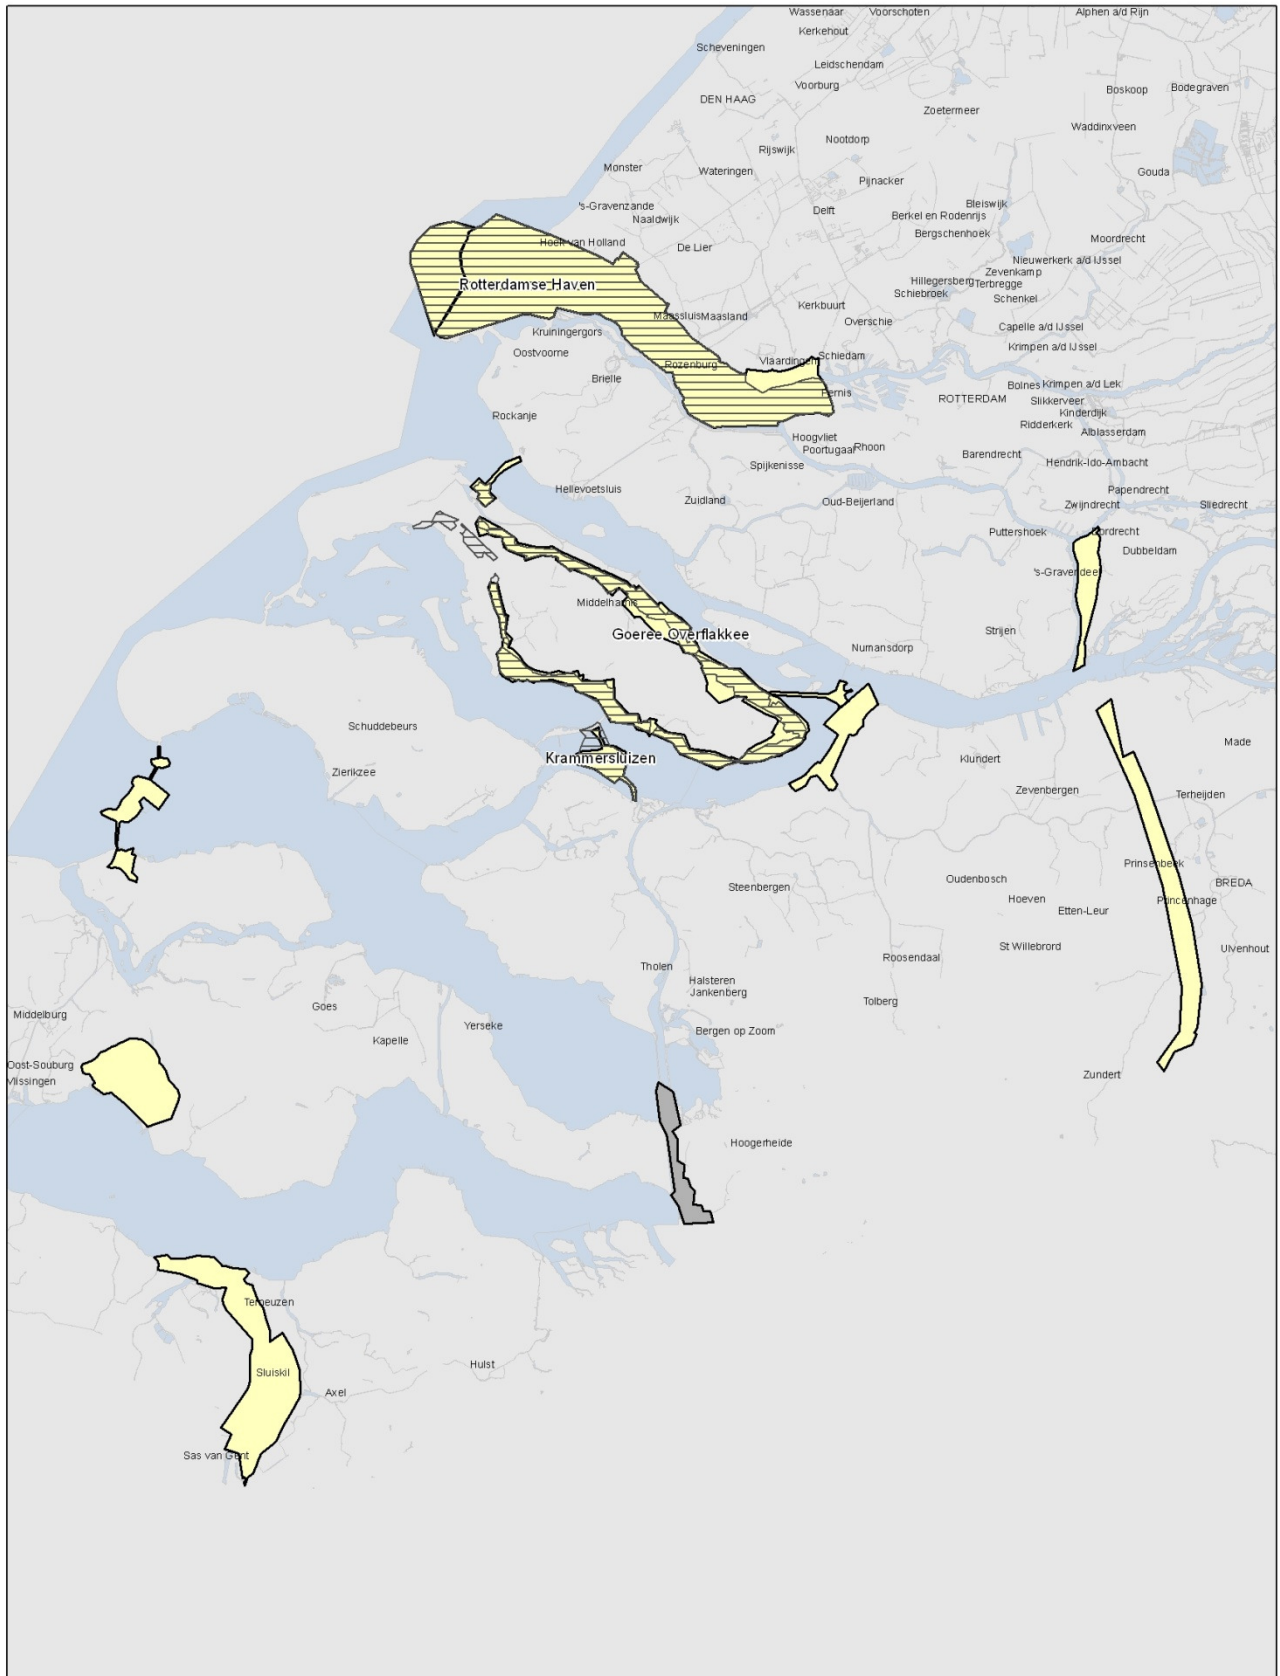 Wassenaar
Voorschoten
Alphen a/d Rijn
Kerkehout
Scheveningen
Leidschendam
Voorburg
Boskoop
Bodegraven
DEN HAAG
Zoetermeer
Waddinxveen
Nootdorp
Rijswijk
Monster
Wateringen
Gouda
Pijnacker
's-Gravenzande
Bleiswijk
Delft
Naaldwijk
Berkel en Rodenrijs
Bergschenhoek
Moordrecht
Hoek van Holland
De Lier
Nieuwerkerk a/d IJssel
Zevenkamp
Hillegersberg
Terbregge
Rotterdamse Haven
Schiebroek
Schenkel
Kerkbuurt
Maassluis
Maasland
Overschie
Capelle a/d IJssel
Kruiningergors
Krimpen a/d IJssel
Oostvoorne
Schiedam
Vlaardingen
Rozenburg
Brielle
Bolnes
Krimpen a/d Lek
Pernis
ROTTERDAM
Slikkerveer
Rockanje
Kinderdijk
Ridderkerk
Alblasserdam
Hoogvliet
Poortugaal
Rhoon
Barendrecht
Spijkenisse
Hendrik-Ido-Ambacht
Hellevoetsluis
Papendrecht
Zuidland
Oud-Beijerland
Zwijndrecht
Sliedrecht
Puttershoek
Dordrecht
Dubbeldam
's-Gravendeel
Middelharnis
Goeree Overflakkee
Strijen
Numansdorp
Schuddebeurs
Made
Krammersluizen
Klundert
Zierikzee
Zevenbergen
Terheijden
Prinsenbeek
Oudenbosch
BREDA
Steenbergen
Hoeven
Princenhage
Etten-Leur
St Willebrord
Ulvenhout
Roosendaal
Tholen
Halsteren
Jankenberg
Tolberg
Goes
Middelburg
Yerseke
Bergen op Zoom
Kapelle
Oost-Souburg
Vlissingen
Zundert
Hoogerheide
Terneuzen
Hulst
Sluiskil
Axel
Sas van Gent